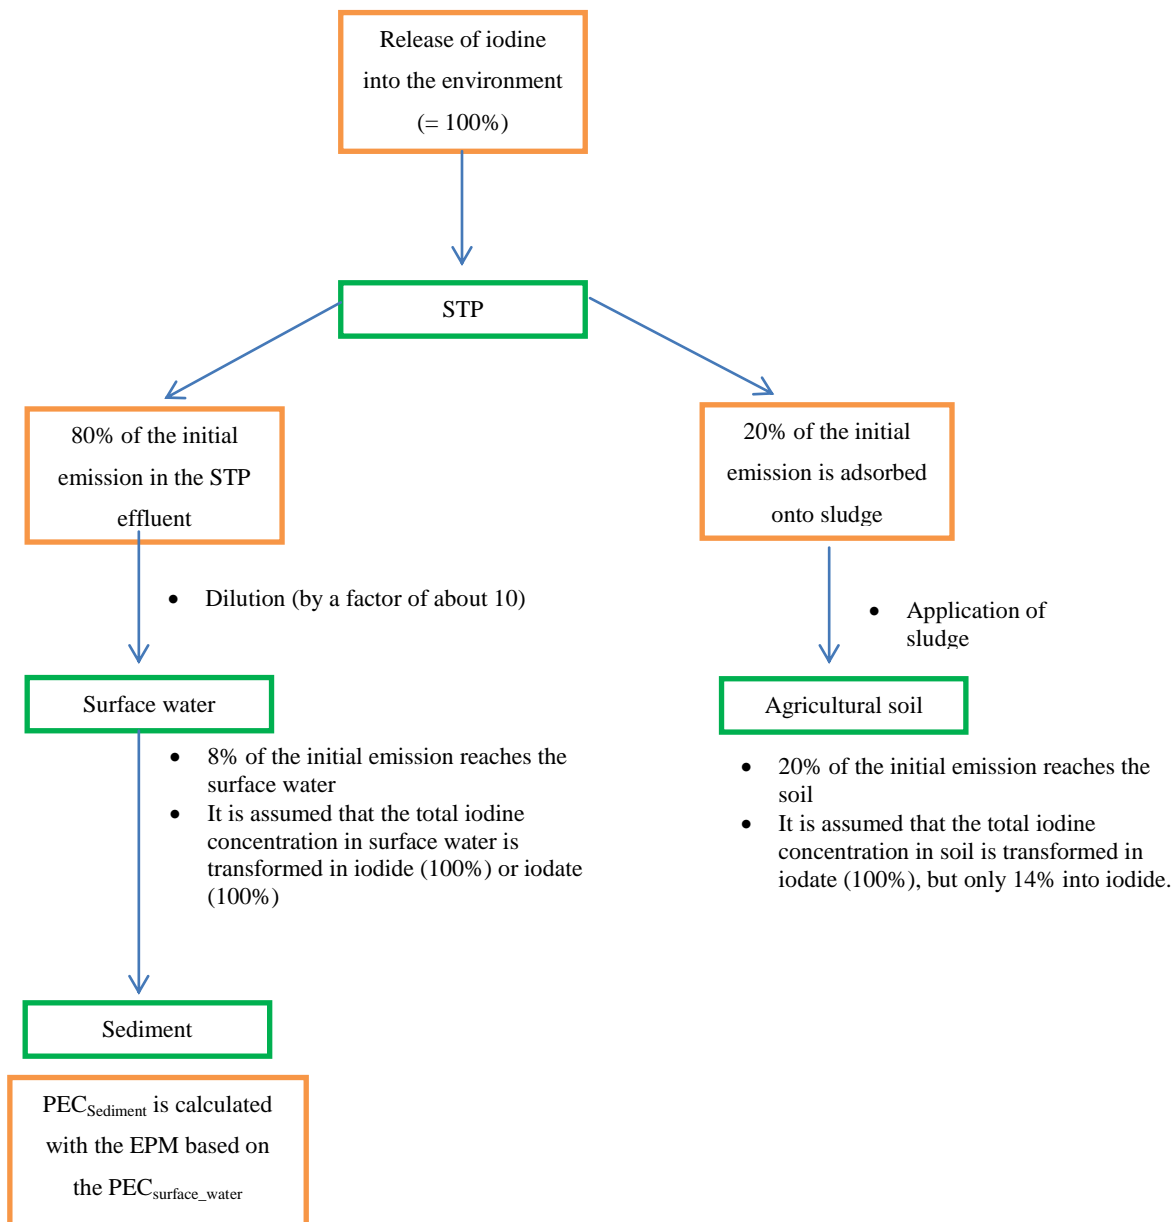 Release of iodine
into the environment
(= 100%)
STP
80% of the initial
emission in the STP
effluent
20% of the initial
emission is adsorbed
onto sludge
• Dilution (by a factor of about 10)
• Application of
sludge
Surface water
Agricultural soil
• 8% of the initial emission reaches the
surface water
• It is assumed that the total iodine
concentration in surface water is
transformed in iodide (100%) or iodate
(100%)
• 20% of the initial emission reaches the
soil
• It is assumed that the total iodine
concentration in soil is transformed in
iodate (100%), but only 14% into iodide.
Sediment
PECSediment is calculated
with the EPM based on
the PECsurface_water